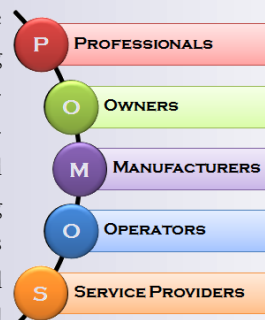 P PROFESSIONALS
O OWNERS
M MANUFACTURERS
O OPERATORS
S SERVICE PROVIDERS